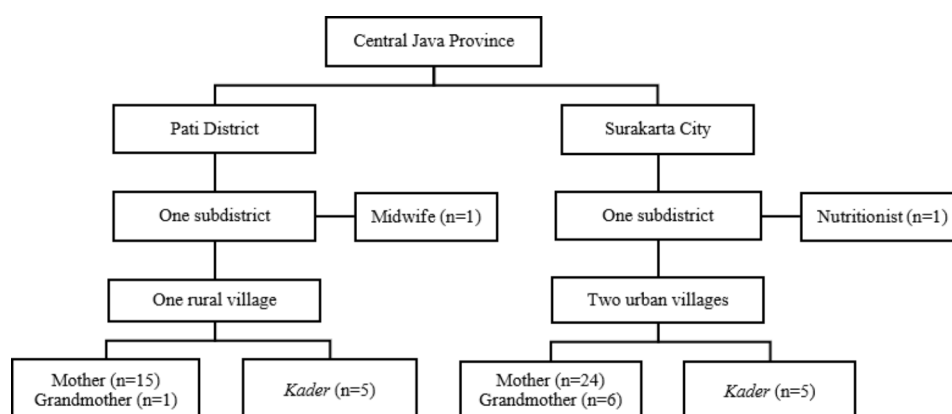 Central Java Province
Pati District
Surakarta City
One subdistrict
Midwife (n=1)
One subdistrict
Nutritionist (n=1)
One rural village
Two urban villages
Mother (n=15)
Grandmother (n=1)
Kader (n=5)
Mother (n=24)
Grandmother (n=6)
Kader (n=5)